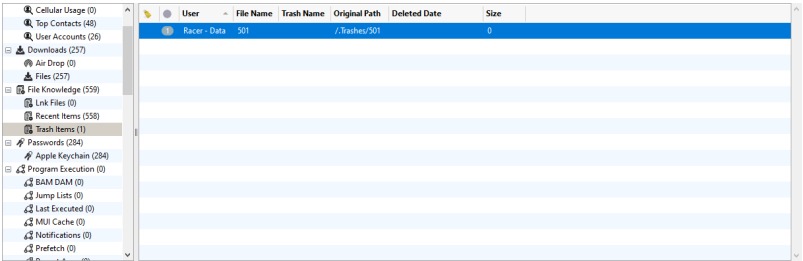 Cellular Usage (0)
Top Contacts (48)
User Accounts (26)
Downloads (257)
Air Drop (0)
Files (257)
File Knowledge (559)
Lnk Files (0)
Recent Items (558)
Trash Items (1)
Passwords (284)
Apple Keychain (284)
Program Execution (0)
BAM DAM (0)
Jump Lists (0)
Last Executed (0)
MUI Cache (0)
Notifications (0)
Prefetch (0)
User File Name Trash Name Original Path Deleted Date Size
1 Racer - Data 501 /.Trashes/501 0